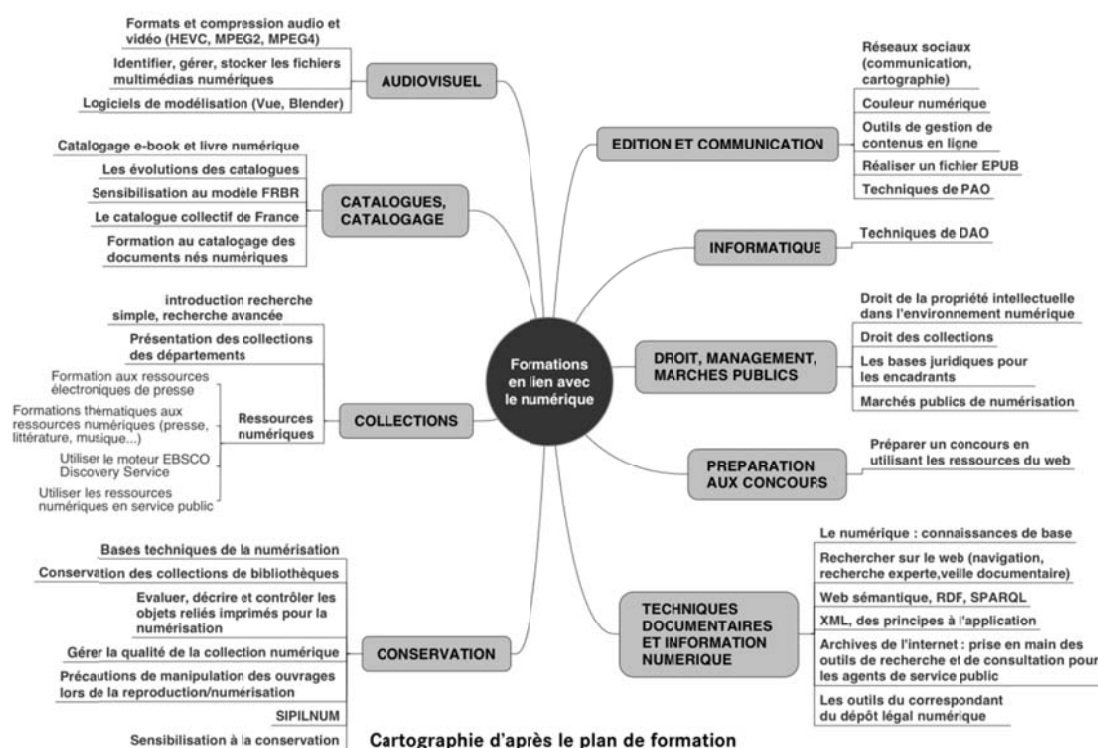 Formats et compression audio et
vidéo (HEVC, MPEG2, MPEG4)
Identifier, gérer, stocker les fichiers
multimédias numériques
Logiciels de modélisation (Vue, Blender)
AUDIOVISUEL
Catalogage e-book et livre numérique
Les évolutions des catalogues
Sensibilisation au modèle FRBR
Le catalogue collectif de France
Formation au catalogage des
documents nés numériques
CATALOGUES,
CATALOGAGE
introduction recherche
simple, recherche avancée
Présentation des collections
des départements
Formation aux ressources
électroniques de presse
Formations thématiques aux
ressources numériques (presse,
littérature, musique...)
Utiliser le moteur EBSCO
Discovery Service
Utiliser les ressources
numériques en service public
Ressources
numériques
COLLECTIONS
Bases techniques de la numérisation
Conservation des collections de bibliothèques
Evaluer, décrire et contrôler les
objets reliés imprimés pour la
numérisation
Gérer la qualité de la collection numérique
Précautions de manipulation des ouvrages
lors de la reproduction/numérisation
SIPILNUM
Sensibilisation à la conservation
CONSERVATION
Formations
en lien avec
le numérique
EDITION ET COMMUNICATION
Réseaux sociaux
(communication,
cartographie)
Couleur numérique
Outils de gestion de
contenus en ligne
Réaliser un fichier EPUB
Techniques de PAO
INFORMATIQUE
Techniques de DAO
DROIT, MANAGEMENT,
MARCHES PUBLICS
Droit de la propriété intellectuelle
dans l'environnement numérique
Droit des collections
Les bases juridiques pour
les encadrants
Marchés publics de numérisation
PREPARATION
AUX CONCOURS
Préparer un concours en
utilisant les ressources du web
TECHNIQUES
DOCUMENTAIRES
ET INFORMATION
NUMERIQUE
Le numérique : connaissances de base
Rechercher sur le web (navigation,
recherche experte,veille documentaire)
Web sémantique, RDF, SPARQL
XML, des principes à l'application
Archives de l'internet : prise en main des
outils de recherche et de consultation pour
les agents de service public
Les outils du correspondant
du dépôt légal numérique
Cartographie d'après le plan de formation